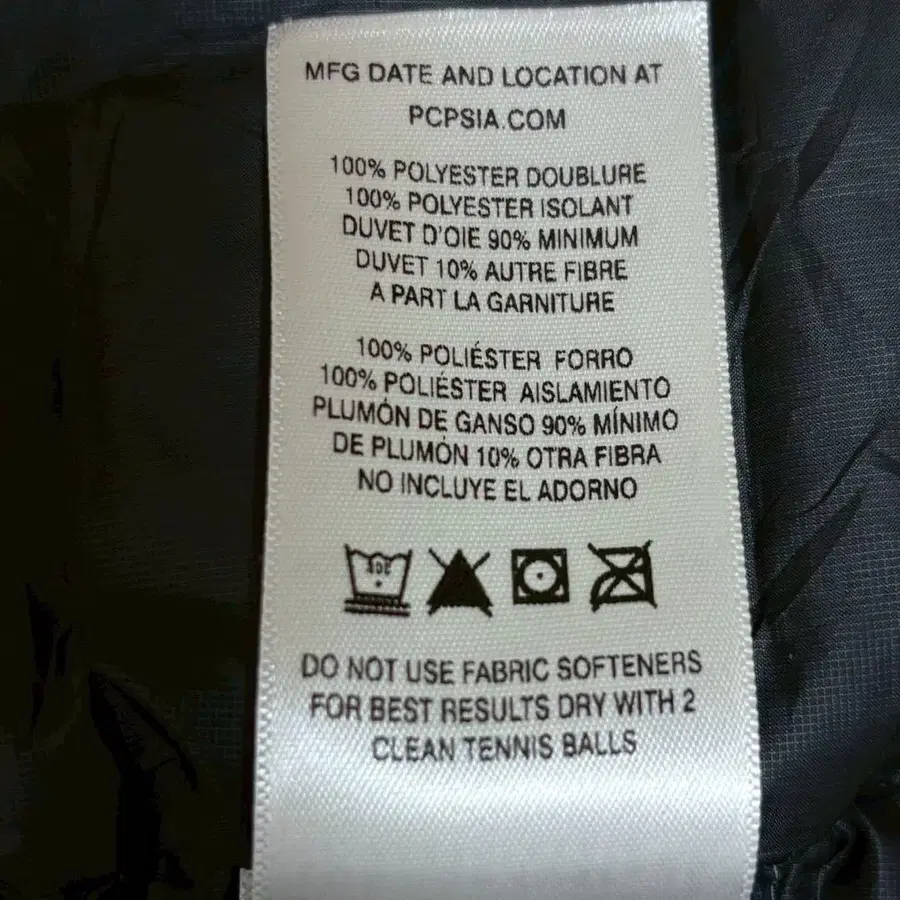 MFG DATE AND LOCATION AT
PCPSIA.COM
100% POLYESTER DOUBLURE
100% POLYESTER ISOLANT
DUVET D'OIE 90% MINIMUM
DUVET 10% AUTRE FIBRE
A PART LA GARNITURE
100% POLIÉSTER FORRO
100% POLIÉSTER AISLAMIENTO
PLUMÓN DE GANSO 90% MÍNIMO
DE PLUMÓN 10% OTRA FIBRA
NO INCLUYE EL ADORNO
DO NOT USE FABRIC SOFTENERS
FOR BEST RESULTS DRY WITH 2
CLEAN TENNIS BALLS